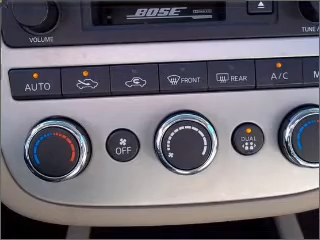 BOSE
VOLUME
TUNE
AUTO
FRONT
REAR
A/C
M
OFF
DUAL